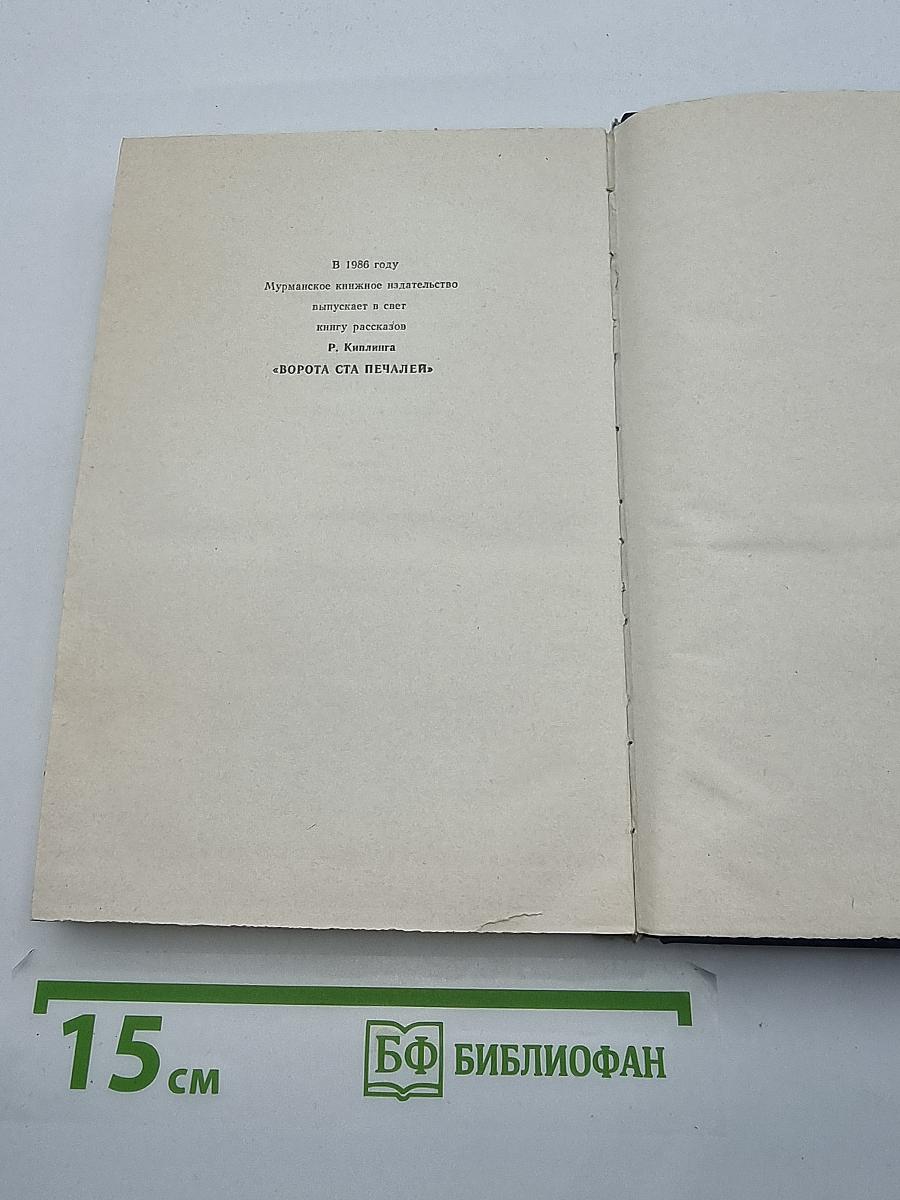 В 1986 году
Мурманское книжное издательство
выпускает в свет
книгу рассказов
Р. Киплинга
«ВОРОТА СТА ПЕЧАЛЕЙ»
15 см
БФ БИБЛИОФАН